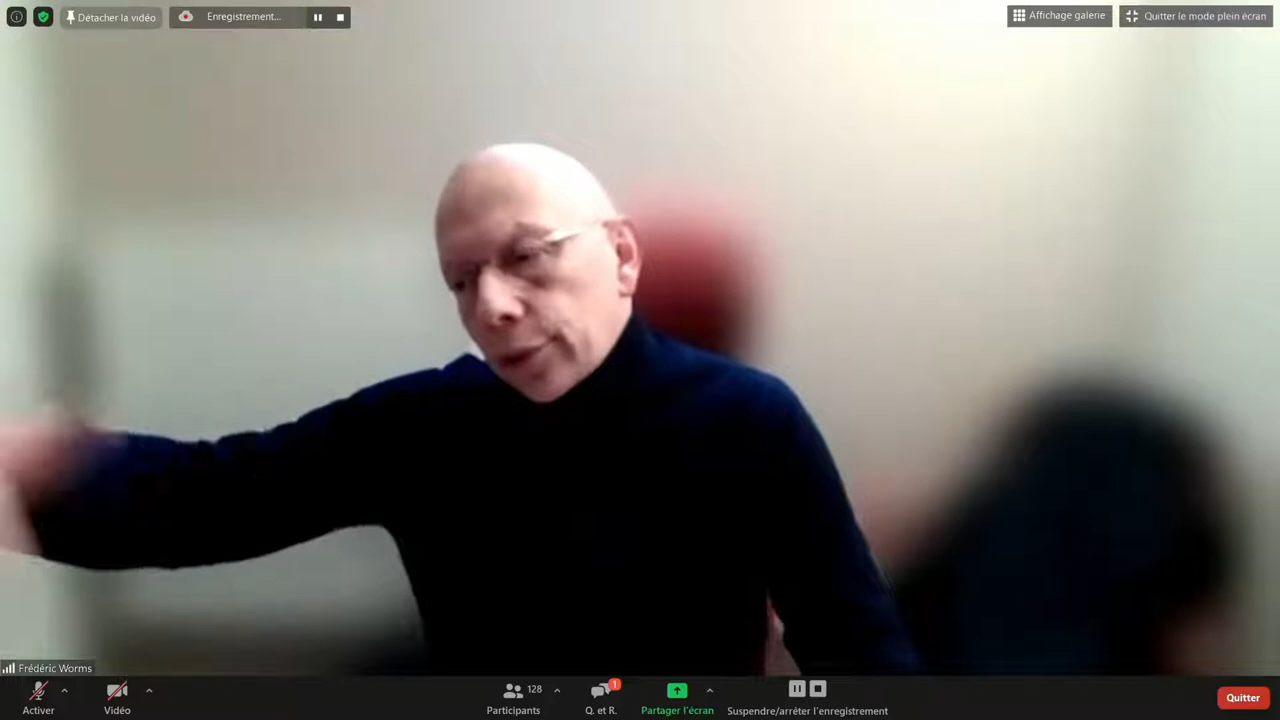 Détacher la vidéo
Enregistrement...
Affichage galerie
Quitter le mode plein écran
Frédéric Worms
Activer
Vidéo
128
Participants
1
Q. et R.
Partager l'écran
Suspendre/arrêter l'enregistrement
Quitter